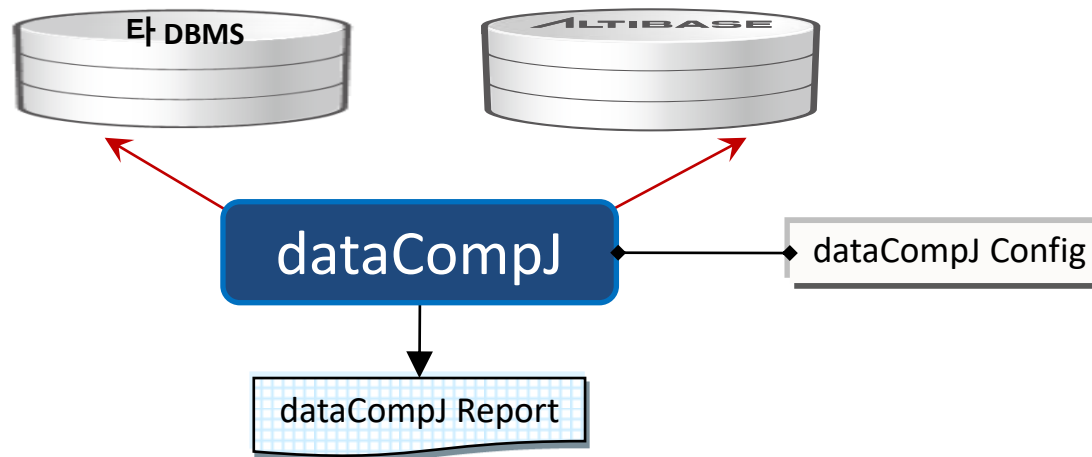 타 DBMS
ALTIBASE
dataCompJ
dataCompJ Config
dataCompJ Report